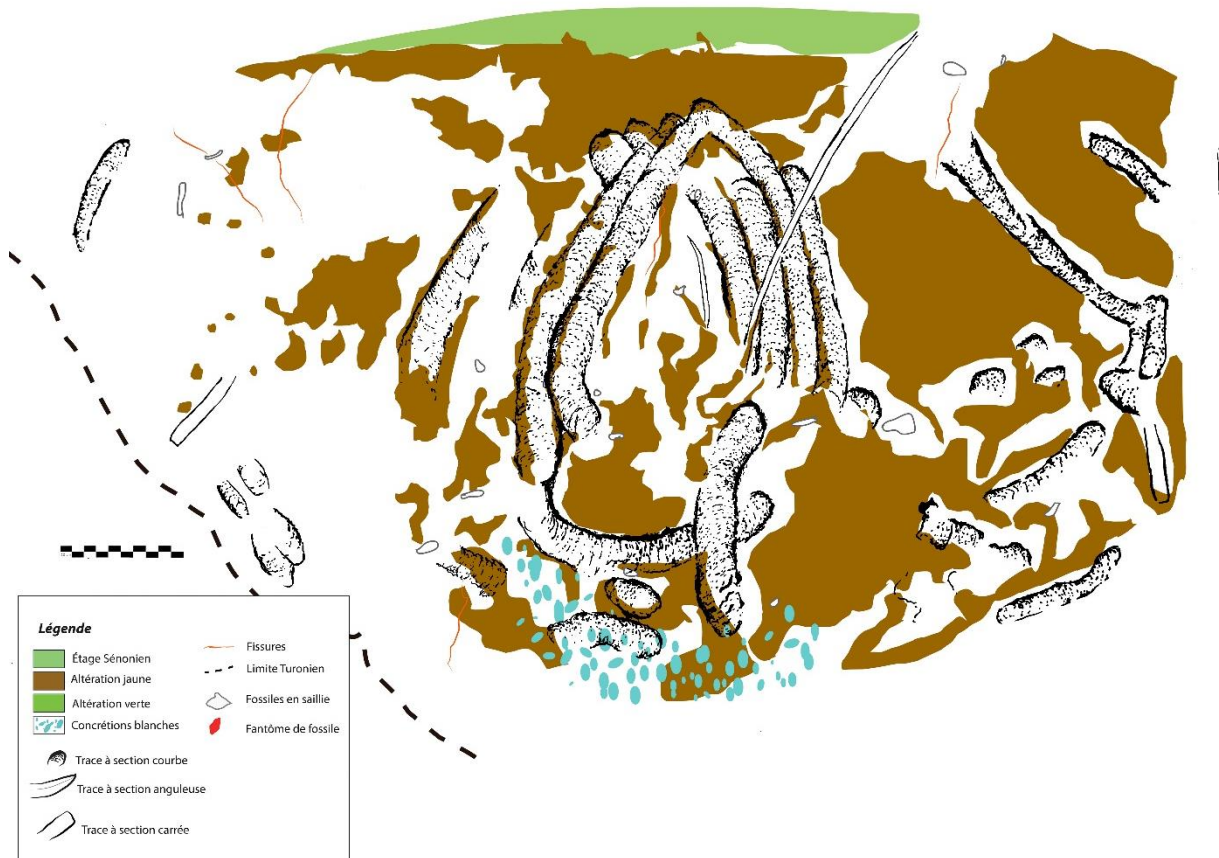 Légende
Étage Sénonien
Altération jaune
Altération verte
Concrétions blanches
Trace à section courbe
Trace à section anguleuse
Trace à section carrée
Fissures
Limite Turonien
Fossiles en saillie
Fantôme de fossile